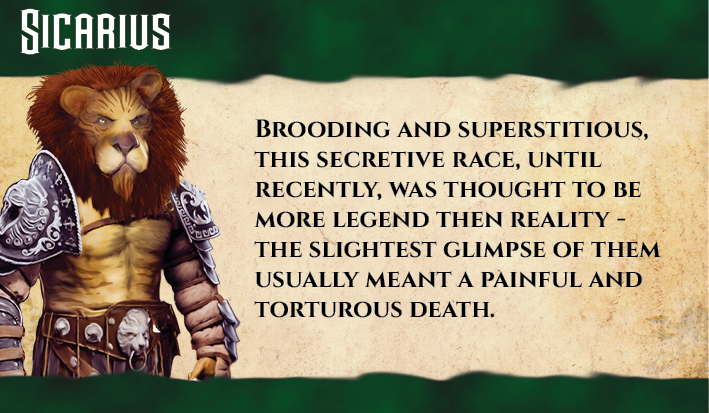 Sicarius
Brooding and superstitious,
this secretive race, until
recently, was thought to be
more legend then reality -
the slightest glimpse of them
usually meant a painful and
torturous death.